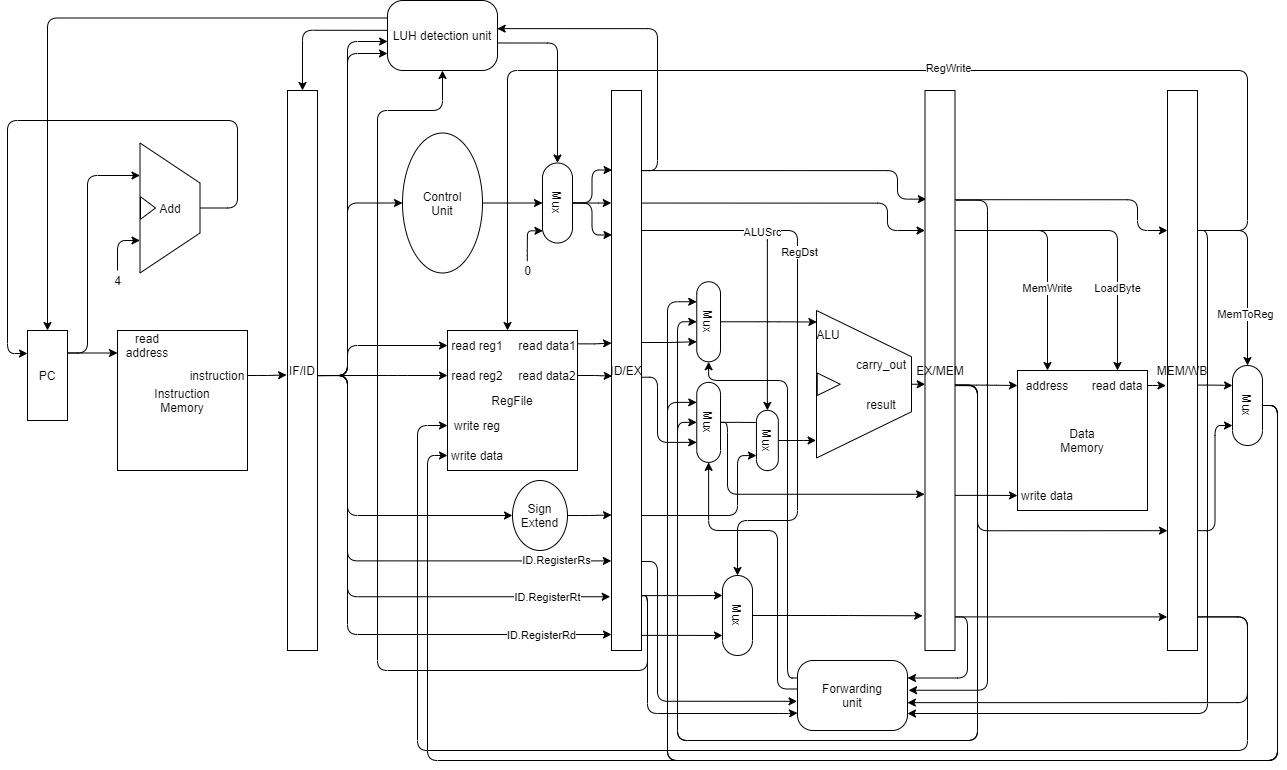 LUH detection unit
RegWrite
Control
Unit
Mux
Add
4
0
ALUSrc
RegDst
MemWrite
LoadByte
MemToReg
read
address
PC
instruction
Instruction
Memory
IF/ID
read reg1
read data1
read reg2
read data2
RegFile
write reg
write data
ID/EX
Mux
Mux
Mux
ALU
carry_out
result
EX/MEM
address
read data
Data
Memory
write data
MEM/WB
Mux
Sign
Extend
ID.RegisterRs
ID.RegisterRt
ID.RegisterRd
Mux
Forwarding
unit